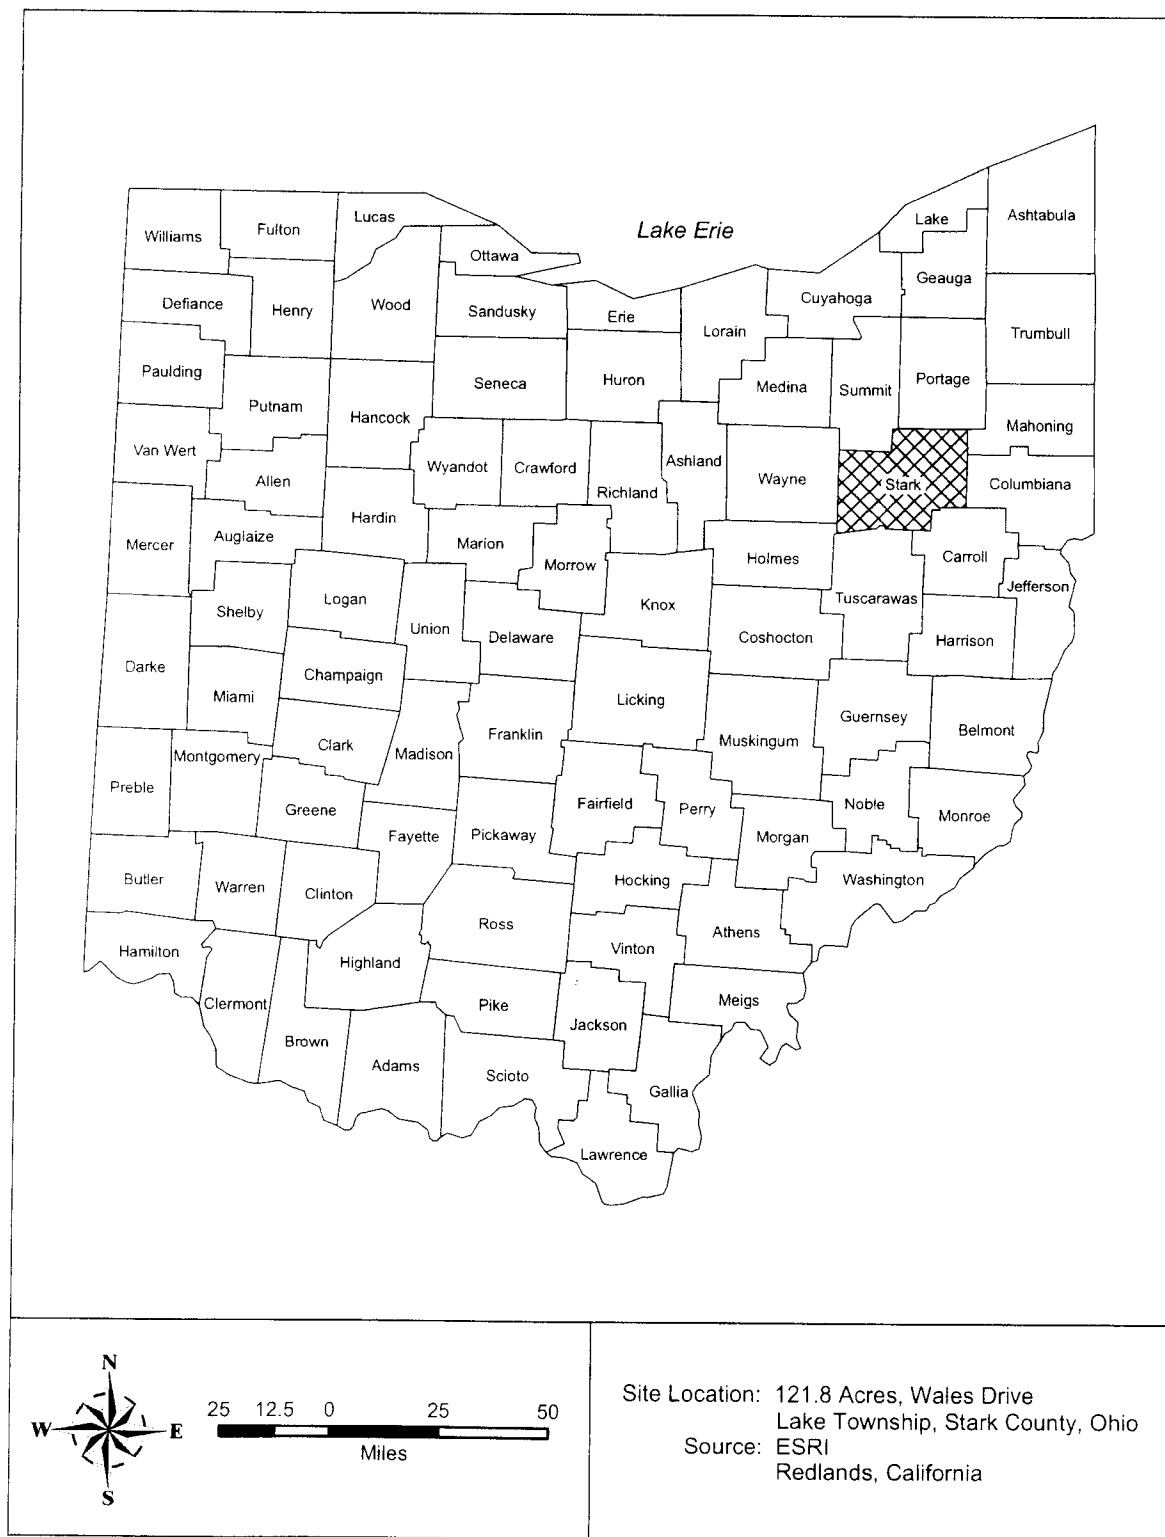 Lake Erie
Williams
Fulton
Lucas
Ottawa
Lake
Ashtabula
Geauga
Defiance
Henry
Wood
Sandusky
Erie
Lorain
Cuyahoga
Trumbull
Paulding
Putnam
Hancock
Seneca
Huron
Medina
Summit
Portage
Mahoning
Van Wert
Allen
Wyandot
Crawford
Richland
Ashland
Wayne
Stark
Columbiana
Mercer
Auglaize
Hardin
Marion
Morrow
Holmes
Carroll
Jefferson
Shelby
Logan
Union
Delaware
Knox
Coshocton
Tuscarawas
Harrison
Darke
Miami
Champaign
Licking
Guernsey
Belmont
Clark
Madison
Franklin
Muskingum
Preble
Montgomery
Greene
Fayette
Pickaway
Fairfield
Perry
Morgan
Noble
Monroe
Butler
Warren
Clinton
Ross
Hocking
Athens
Washington
Hamilton
Clermont
Highland
Pike
Vinton
Meigs
Brown
Adams
Scioto
Jackson
Gallia
Lawrence
N
W E
S
25 12.5 0 25 50
Miles
Site Location: 121.8 Acres, Wales Drive
Lake Township, Stark County, Ohio
Source: ESRI
Redlands, California